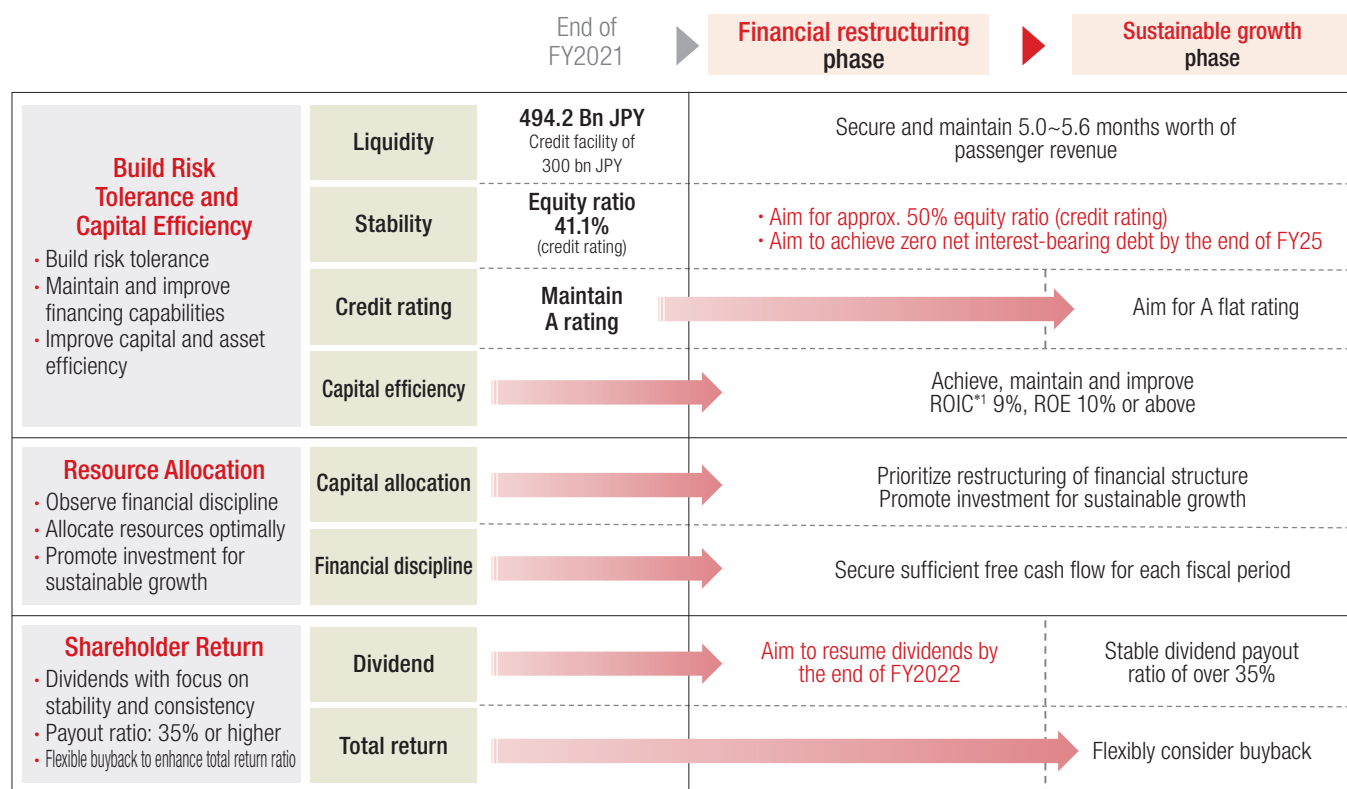 End of
FY2021
Financial restructuring
phase
Sustainable growth
phase
Build Risk
Tolerance and
Capital Efficiency
・Build risk tolerance
・Maintain and improve
financing capabilities
・Improve capital and asset
efficiency
Liquidity
494.2 Bn JPY
Credit facility of
300 bn JPY
Secure and maintain 5.0~5.6 months worth of
passenger revenue
Stability
Equity ratio
41.1%
(credit rating)
・Aim for approx. 50% equity ratio (credit rating)
・Aim to achieve zero net interest-bearing debt by the end of FY25
Credit rating
Maintain
A rating
Aim for A flat rating
Capital efficiency
Achieve, maintain and improve
ROIC*1 9%, ROE 10% or above
Resource Allocation
・Observe financial discipline
・Allocate resources optimally
・Promote investment for
sustainable growth
Capital allocation
Prioritize restructuring of financial structure
Promote investment for sustainable growth
Financial discipline
Secure sufficient free cash flow for each fiscal period
Shareholder Return
・Dividends with focus on
stability and consistency
・Payout ratio: 35% or higher
・Flexible buyback to enhance total return ratio
Dividend
Aim to resume dividends by
the end of FY2022
Stable dividend payout
ratio of over 35%
Total return
Flexibly consider buyback